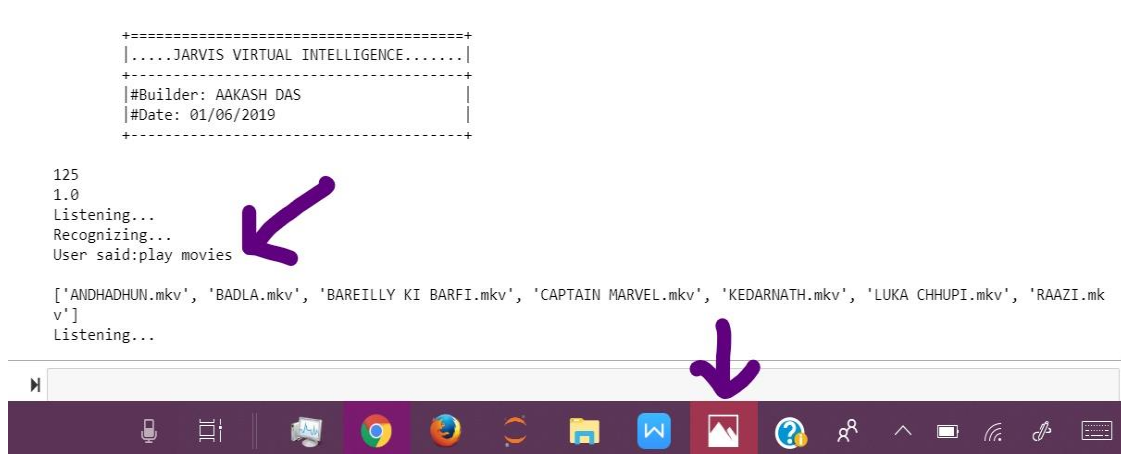 +=======================================+
|.....JARVIS VIRTUAL INTELLIGENCE.......|
+---------------------------------------+
|#Builder: AAKASH DAS                   |
|#Date: 01/06/2019                      |
+---------------------------------------+
125
1.0
Listening...
Recognizing...
User said:play movies
['ANDHADHUN.mkv', 'BADLA.mkv', 'BAREILLY KI BARFI.mkv', 'CAPTAIN MARVEL.mkv', 'KEDARNATH.mkv', 'LUKA CHHUPI.mkv', 'RAAZI.mk
v']
Listening...